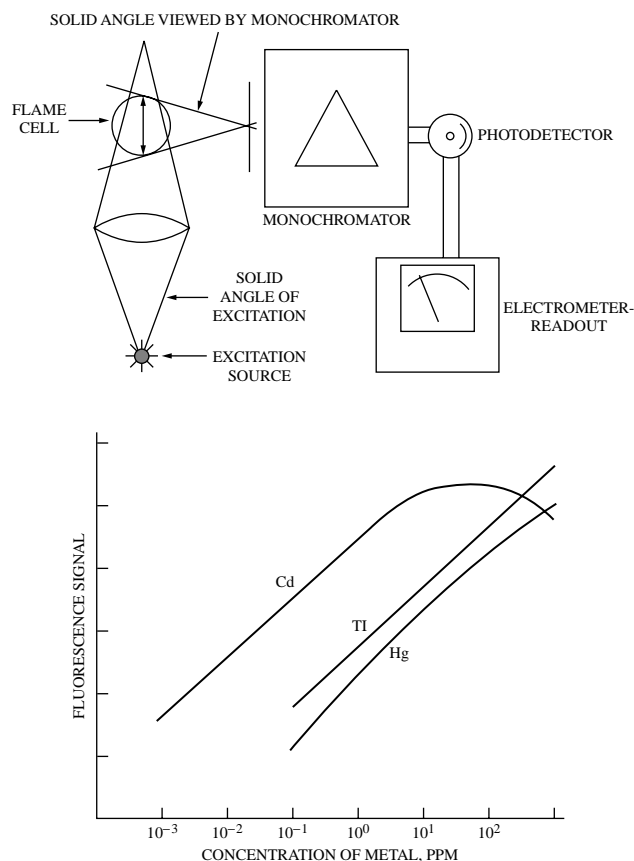 SOLID ANGLE VIEWED BY MONOCHROMATOR
FLAME
CELL
PHOTODETECTOR
MONOCHROMATOR
SOLID
ANGLE OF
EXCITATION
ELECTROMETER-
READOUT
EXCITATION
SOURCE
FLUORESCENCE SIGNAL
Cd
TI
Hg
10⁻³ 10⁻² 10⁻¹ 10⁰ 10¹ 10²
CONCENTRATION OF METAL, PPM